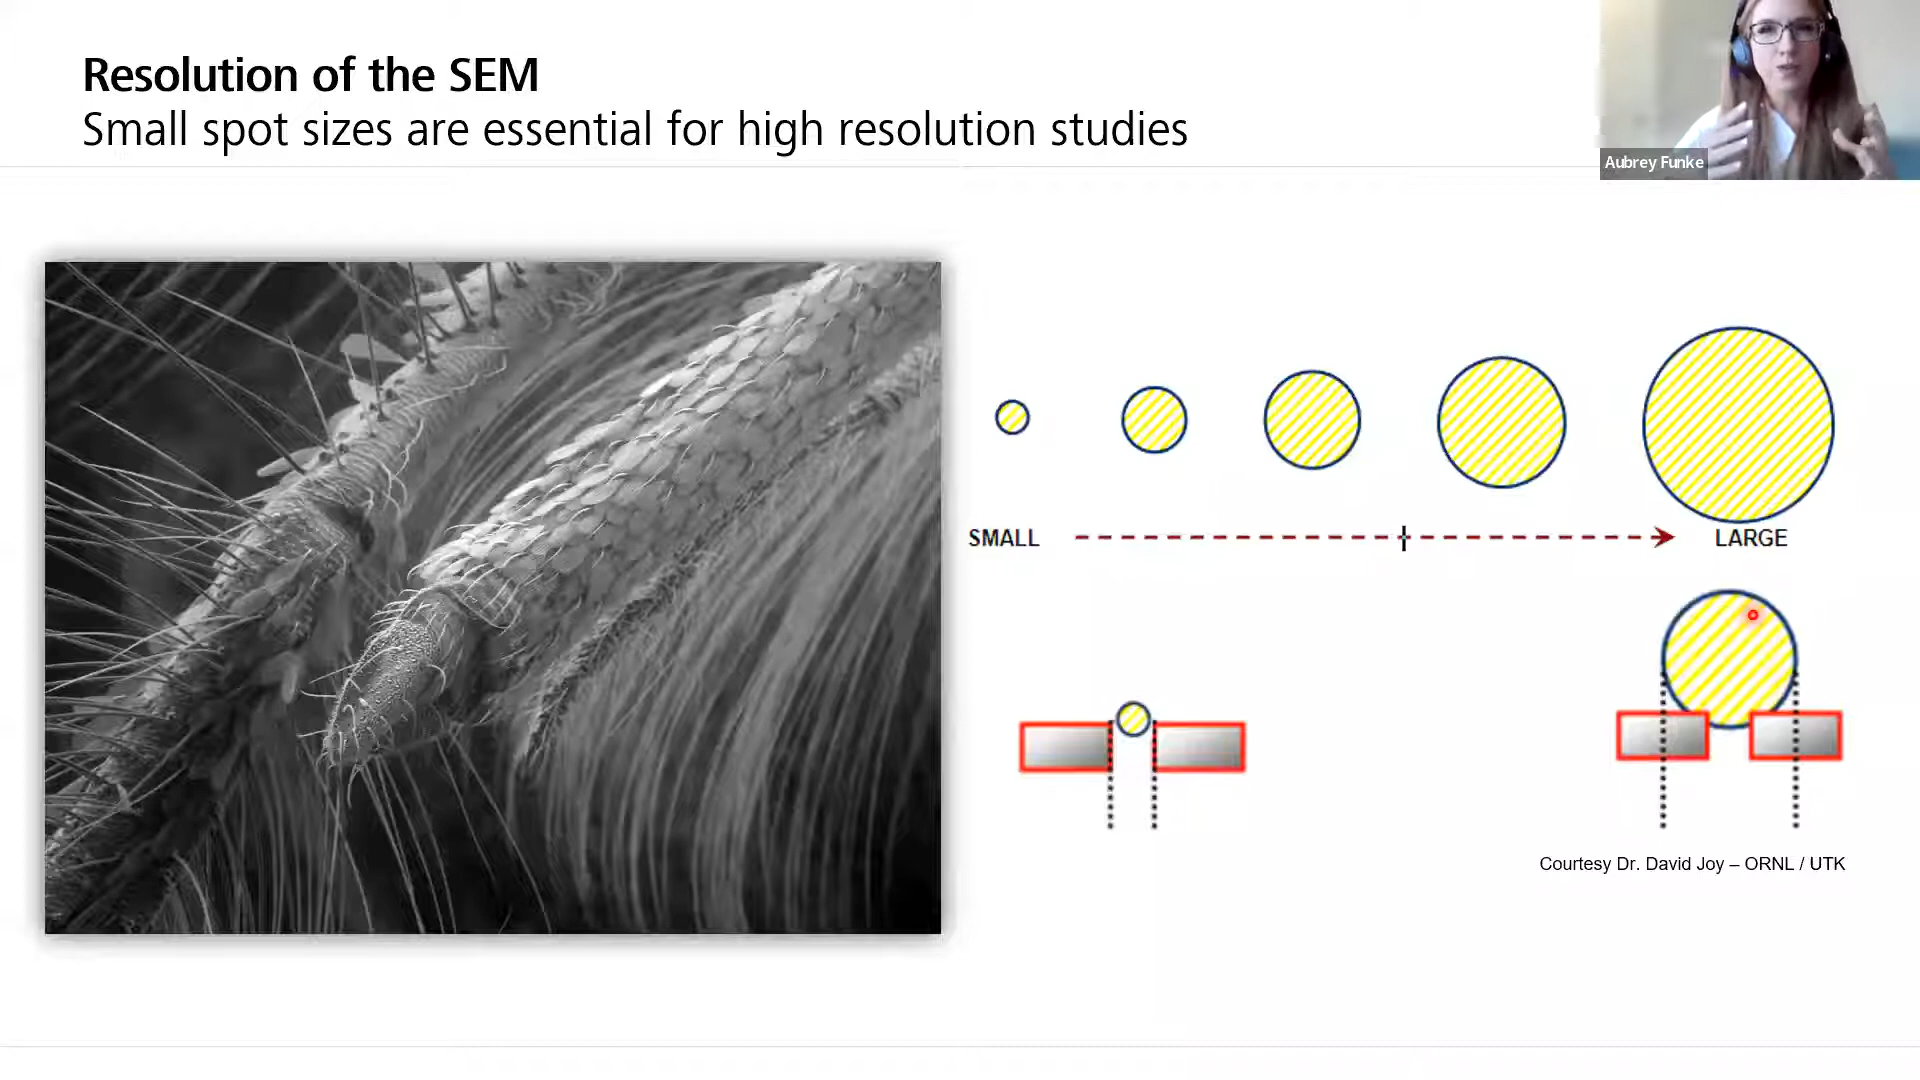 Resolution of the SEM
Small spot sizes are essential for high resolution studies
Aubrey Funke
SMALL
LARGE
Courtesy Dr. David Joy – ORNL / UTK